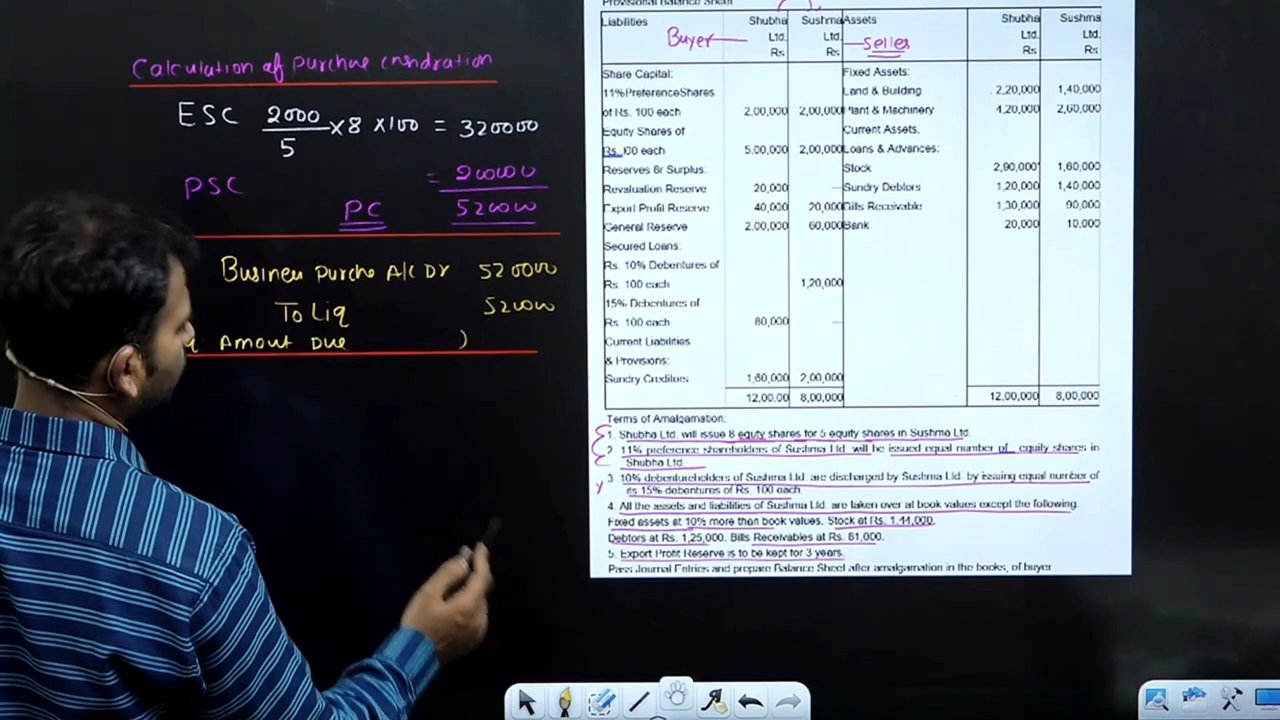 Provisional Balance Sheet
Calculation of Purchase considration
ESC 2000/5 ×8 ×100 = 320000
PSC = 200000
PC 520000
Business Purchase A/c Dr 520000
To Liq 520000
Amout Due )
Buyer
Seller
Liabilities Shubha Ltd. Rs Sushma Ltd. Rs Assets Shubha Ltd. Rs Sushma Ltd. Rs
Share Capital: Fixed Assets:
11%PreferenceShares Land & Building 2,20,000 1,40,000
of Rs. 100 each 2,00,000 2,00,000 Plant & Machinery 4,20,000 2,60,000
Equity Shares of Current Assets.
Rs. 100 each 5,00,000 2,00,000 Loans & Advances:
Reserves & Surplus: Stock 2,90,000 1,60,000
Revaluation Reserve 20,000 — Sundry Debtors 1,20,000 1,40,000
Export Profit Reserve 40,000 20,000 Bills Receivable 1,30,000 90,000
General Reserve 2,00,000 60,000 Bank 20,000 10,000
Secured Loans:
Rs. 10% Debentures of
Rs. 100 each 1,20,000
15% Debentures of
Rs. 100 each 80,000 —
Current Liabilities
& Provisions:
Sundry Creditors 1,60,000 2,00,000
12,00,00 8,00,000 12,00,000 8,00,000
Terms of Amalgamation:
1. Shubha Ltd. will issue 8 equty shares for 5 equity shares in Sushma Ltd.
2 11% preference shareholders of Sushma Ltd will be issued equal number of equity shares in
Shubha Ltd
3. 10% debentureholders of Sushma Ltd. are discharged by Sushma Ltd. by issuing equal number of
its 15% debentures of Rs. 100 each.
4. All the assets and liabilities of Sushma Ltd. are taken over at book values except the following.
Fixed assets at 10% more than book values. Stock at Rs. 1,44,000.
Debtors at Rs. 1,25,000. Bills Receivables at Rs. 81,000.
5. Export Profit Reserve is to be kept for 3 years.
Pass Journal Entries and prepare Balance Sheet after amalgamation in the books, of buyer